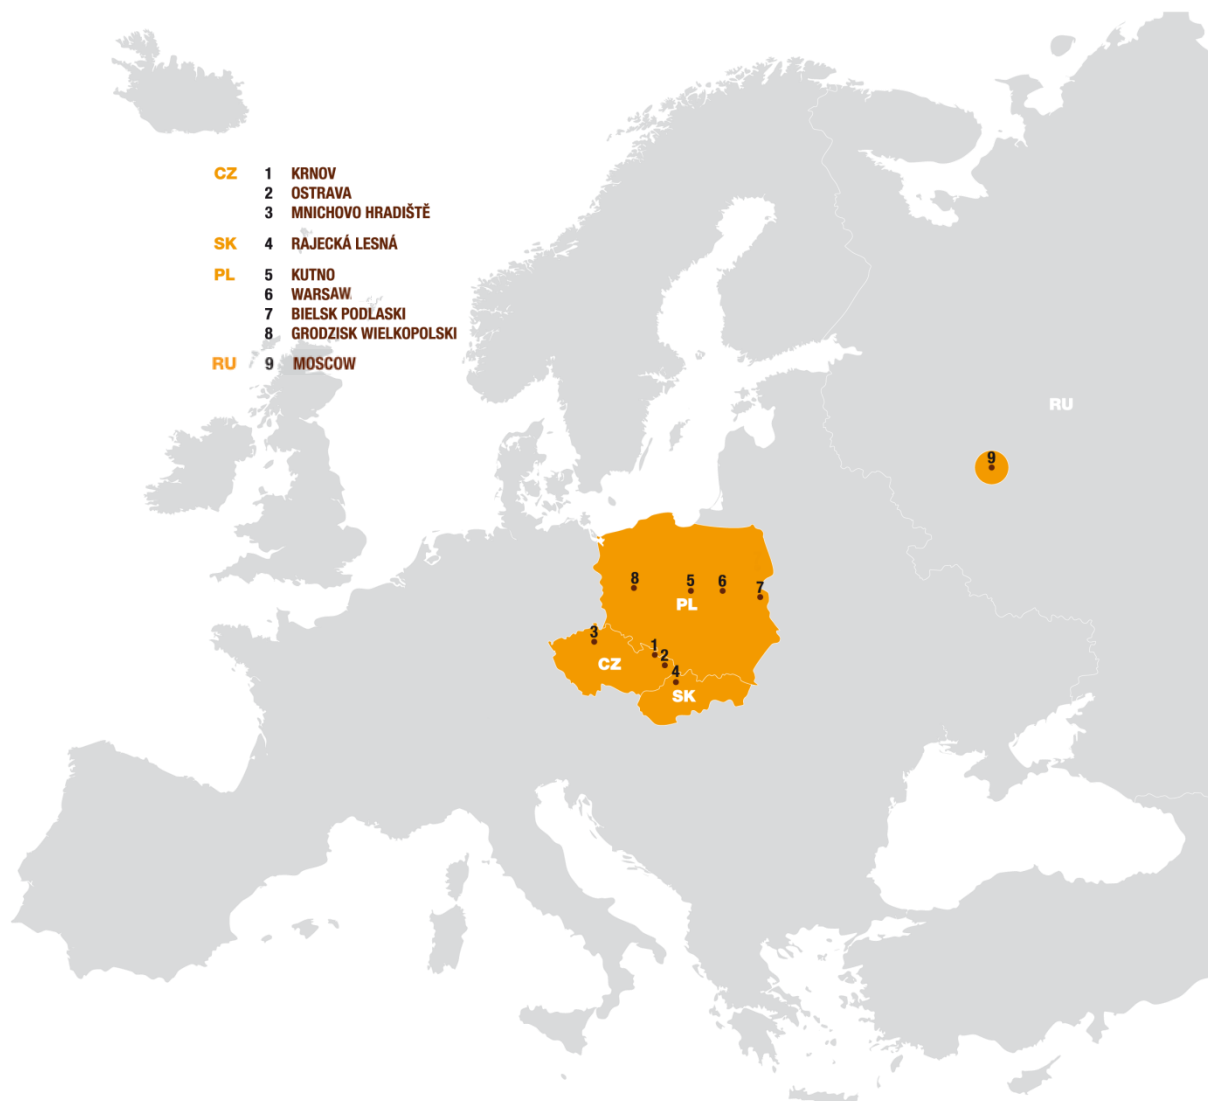 CZ 1 KRNOV
2 OSTRAVA
3 MNICHOVO HRADIŠTĚ
SK 4 RAJECKÁ LESNÁ
PL 5 KUTNO
6 WARSAW
7 BIELSK PODLASKI
8 GRODZISK WIELKOPOLSKI
RU 9 MOSCOW
RU
9
8 5 6 7
PL
3
1
2
CZ
4
SK